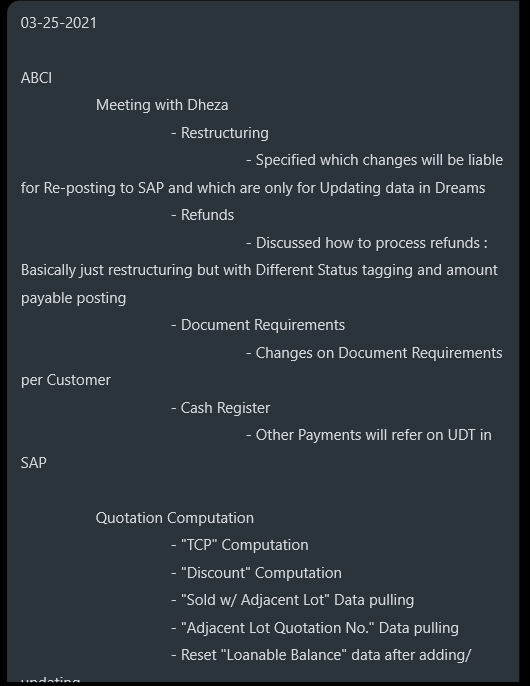 03-25-2021
ABCI
Meeting with Dheza
- Restructuring
- Specified which changes will be liable
for Re-posting to SAP and which are only for Updating data in Dreams
- Refunds
- Discussed how to process refunds :
Basically just restructuring but with Different Status tagging and amount
payable posting
- Document Requirements
- Changes on Document Requirements
per Customer
- Cash Register
- Other Payments will refer on UDT in
SAP
Quotation Computation
- "TCP" Computation
- "Discount" Computation
- "Sold w/ Adjacent Lot" Data pulling
- "Adjacent Lot Quotation No." Data pulling
- Reset "Loanable Balance" data after adding/
updating